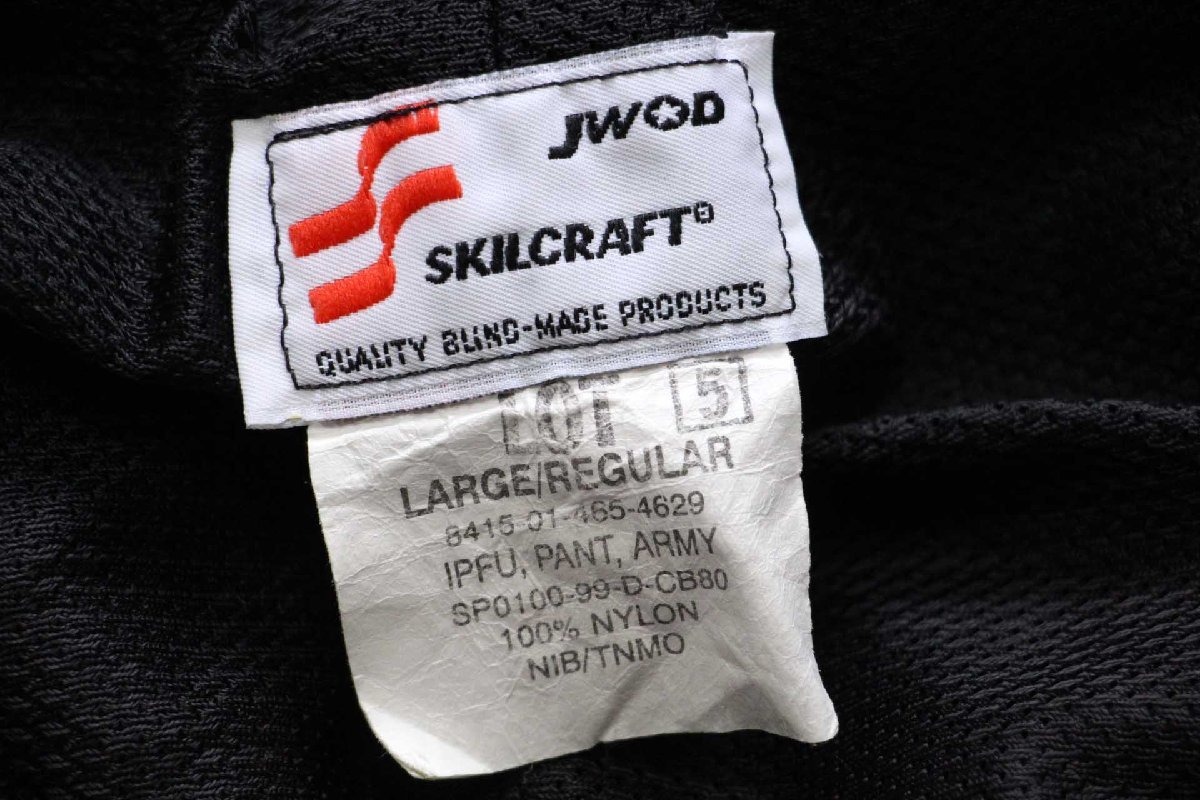 JWOD
SKILCRAFT®
QUALITY BLIND-MADE PRODUCTS
LOT 5
LARGE/REGULAR
8415-01-465-4629
IPFU, PANT, ARMY
SP0100-99-D-CB80
100% NYLON
NIB/TNMO